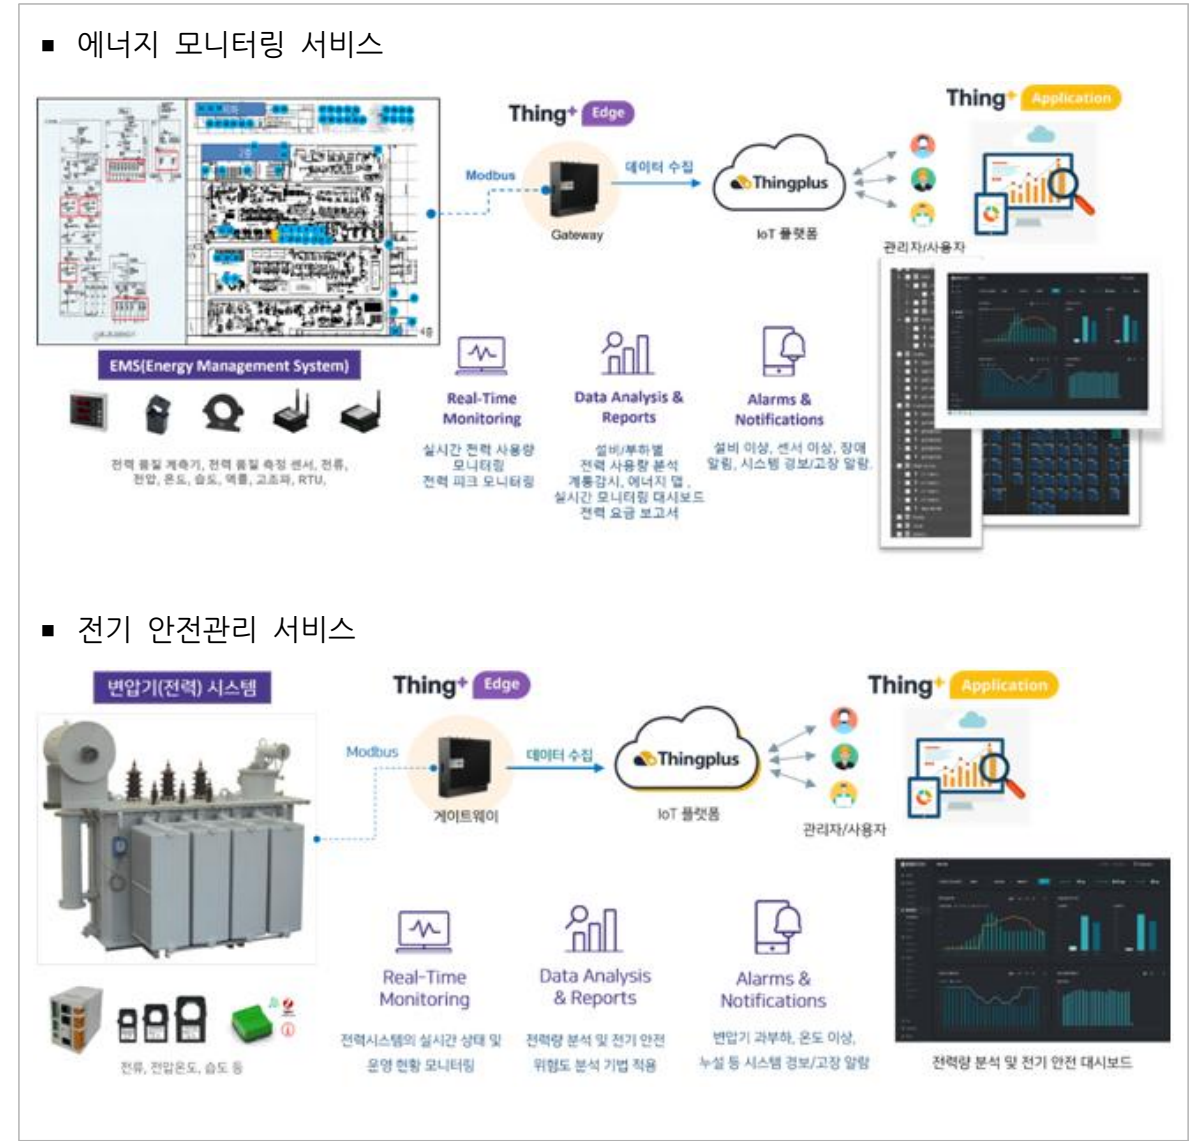 ▪ 에너지 모니터링 서비스
Thing+ Edge
Thing+ Application
Modbus
데이터 수집
Thingplus
Gateway
IoT 플랫폼
관리자/사용자
EMS(Energy Management System)
전력 품질 계측기, 전력 품질 측정 센서, 전류,
전압, 온도, 습도, 역률, 고조파, RTU,
Real-Time
Monitoring
실시간 전력 사용량
모니터링
전력 피크 모니터링
Data Analysis &
Reports
설비/부하별
전력 사용량 분석
계통감시, 에너지 맵,
실시간 모니터링 대시보드
전력 요금 보고서
Alarms &
Notifications
설비 이상, 센서 이상, 장애
알림, 시스템 경보/고장 알람.
▪ 전기 안전관리 서비스
변압기(전력) 시스템
Thing+ Edge
Thing+ Application
Modbus
데이터 수집
Thingplus
게이트웨이
IoT 플랫폼
관리자/사용자
전류, 전압온도, 습도 등
Real-Time
Monitoring
전력시스템의 실시간 상태 및
운영 현황 모니터링
Data Analysis
& Reports
전력량 분석 및 전기 안전
위험도 분석 기법 적용
Alarms &
Notifications
변압기 과부하, 온도 이상,
누설 등 시스템 경보/고장 알람
전력량 분석 및 전기 안전 대시보드